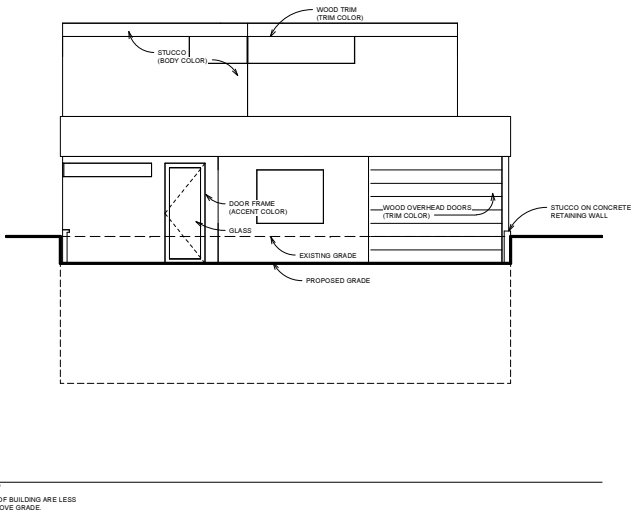 WOOD TRIM
(TRIM COLOR)
STUCCO
(BODY COLOR)
DOOR FRAME
(ACCENT COLOR)
WOOD OVERHEAD DOORS
(TRIM COLOR)
STUCCO ON CONCRETE
RETAINING WALL
GLASS
EXISTING GRADE
PROPOSED GRADE
OF BUILDING ARE LESS
OVE GRADE.